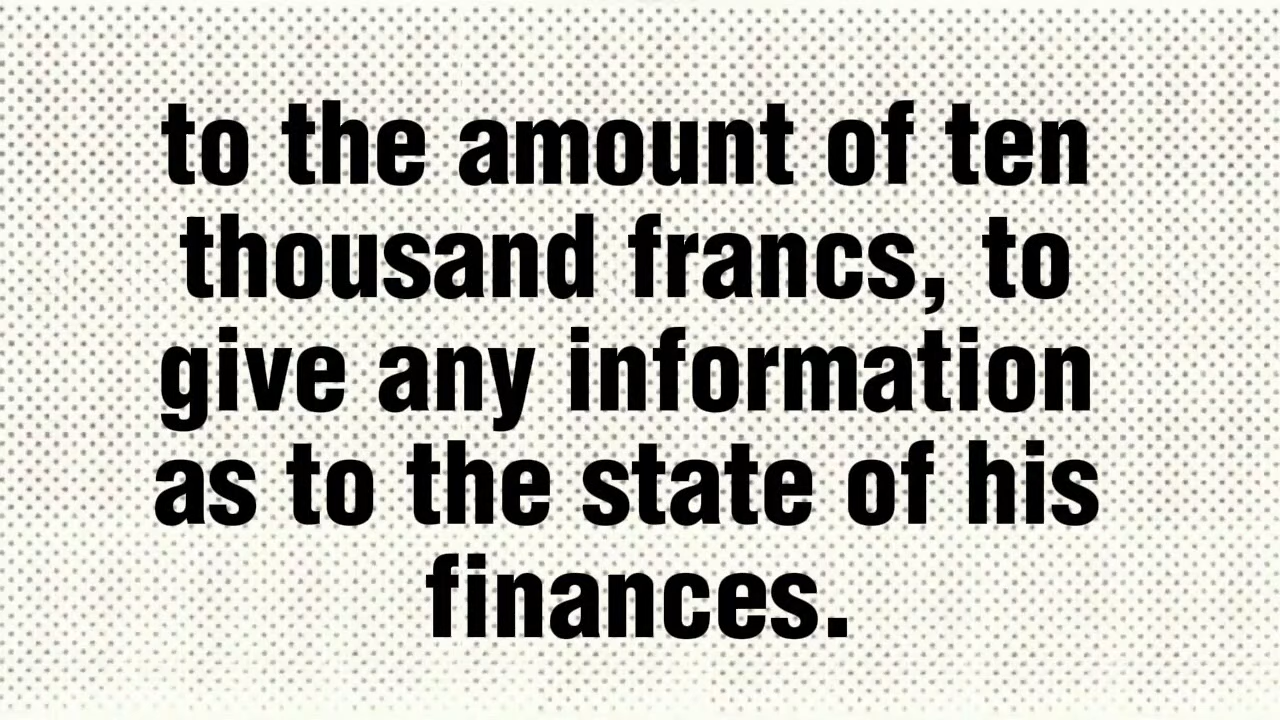 to the amount of ten
thousand francs, to
give any information
as to the state of his
finances.